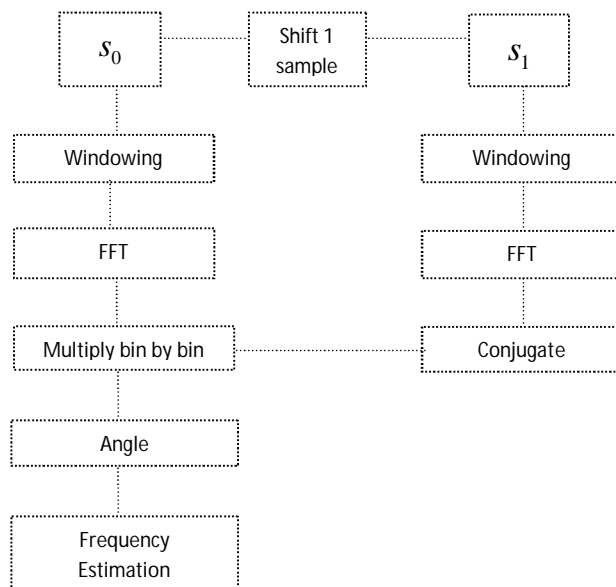 s₀
Shift 1
sample
s₁
Windowing
Windowing
FFT
FFT
Multiply bin by bin
Conjugate
Angle
Frequency
Estimation